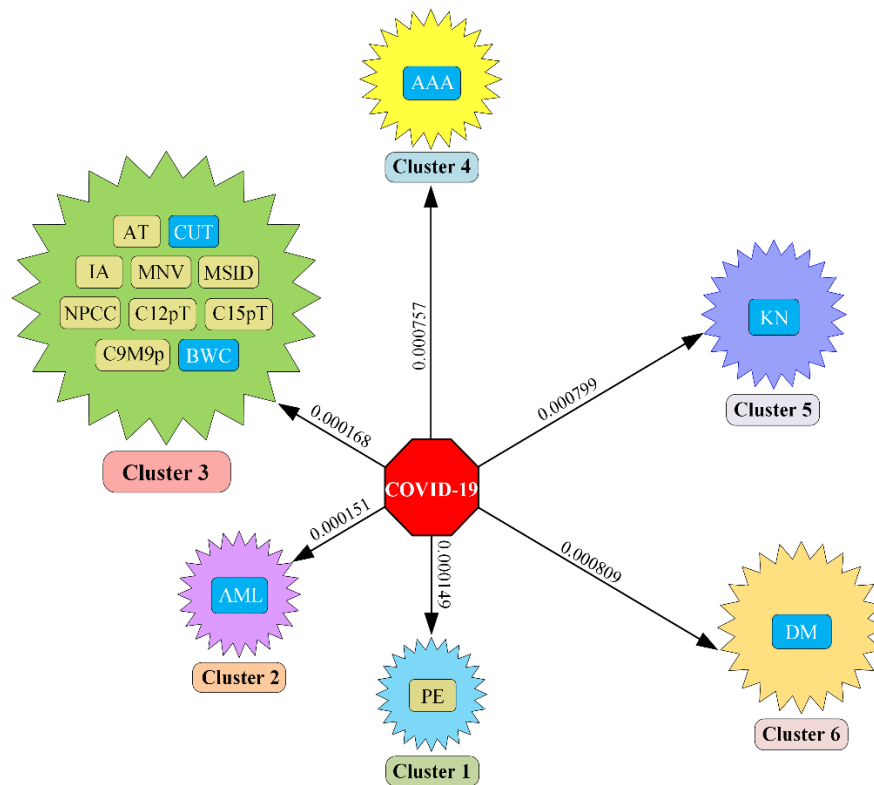 AAA
Cluster 4
AT CUT
IA MNV MSID
NPCC C12pT C15pT
C9M9p BWC
Cluster 3
KN
Cluster 5
0.000757
0.000799
0.000168
COVID-19
0.000151
0.000149
0.000809
AML
Cluster 2
PE
Cluster 1
DM
Cluster 6